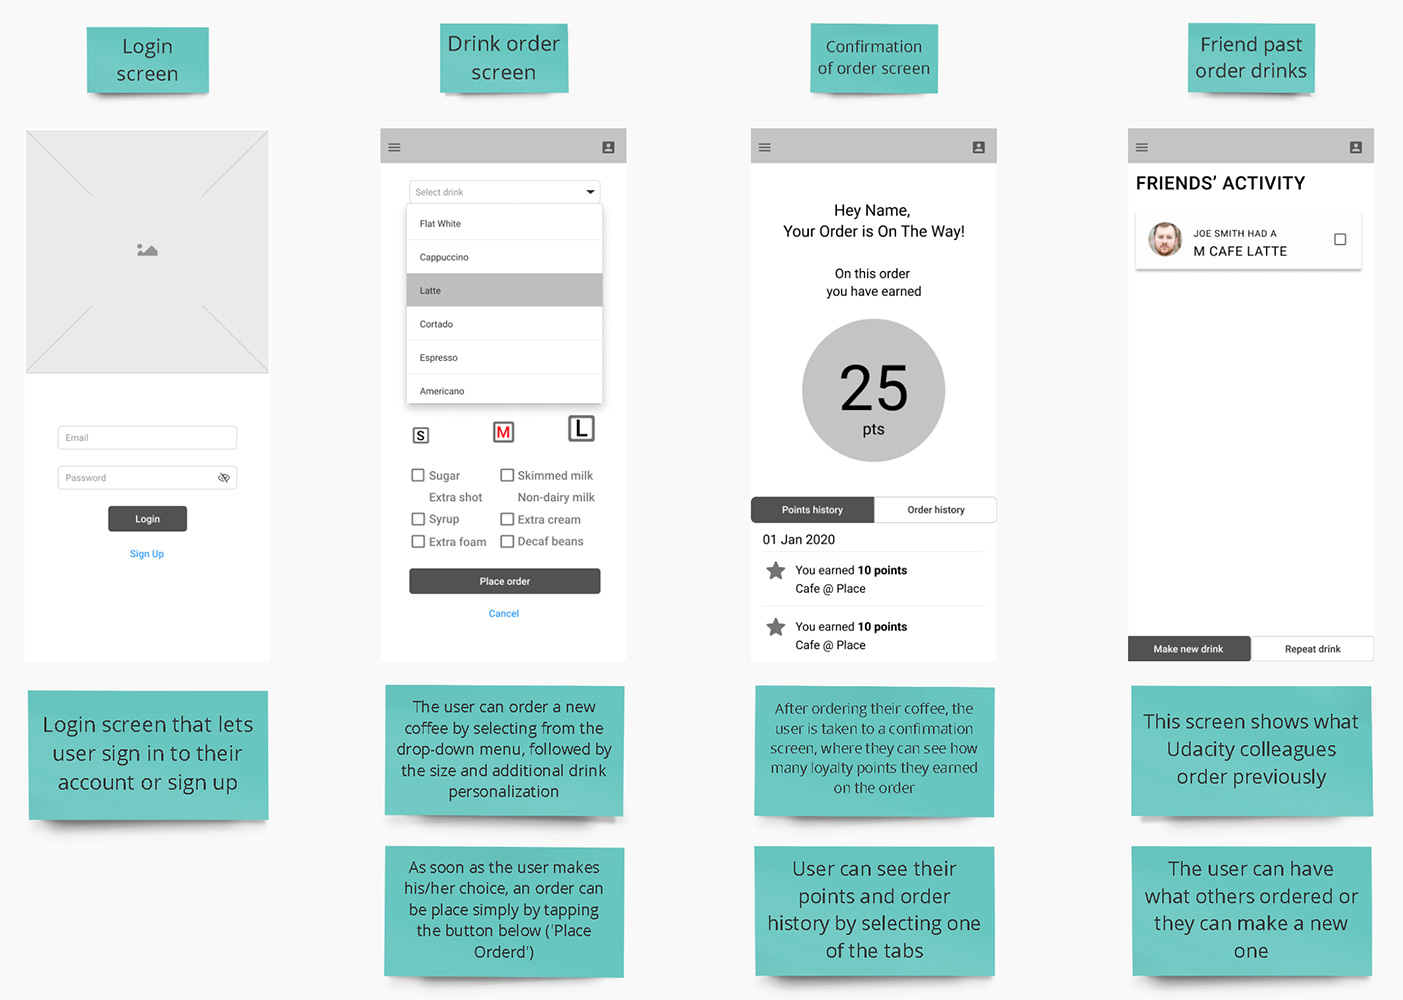 Login
screen
Drink order
screen
Confirmation
of order screen
Friend past
order drinks
Email
Password
Login
Sign Up
Select drink
Flat White
Cappuccino
Latte
Cortado
Espresso
Americano
S M L
Sugar Skimmed milk
Extra shot Non-dairy milk
Syrup Extra cream
Extra foam Decaf beans
Place order
Cancel
Hey Name,
Your Order is On The Way!
On this order
you have earned
25
pts
Points history Order history
01 Jan 2020
You earned 10 points
Cafe @ Place
You earned 10 points
Cafe @ Place
FRIENDS' ACTIVITY
JOE SMITH HAD A
M CAFE LATTE
Make new drink Repeat drink
Login screen that lets
user sign in to their
account or sign up
The user can order a new
coffee by selecting from the
drop-down menu, followed by
the size and additional drink
personalization
After ordering their coffee, the
user is taken to a confirmation
screen, where they can see how
many loyalty points they earned
on the order
This screen shows what
Udacity colleagues
order previously
As soon as the user makes
his/her choice, an order can
be place simply by tapping
the button below ('Place
Orderd')
User can see their
points and order
history by selecting one
of the tabs
The user can have
what others ordered or
they can make a new
one